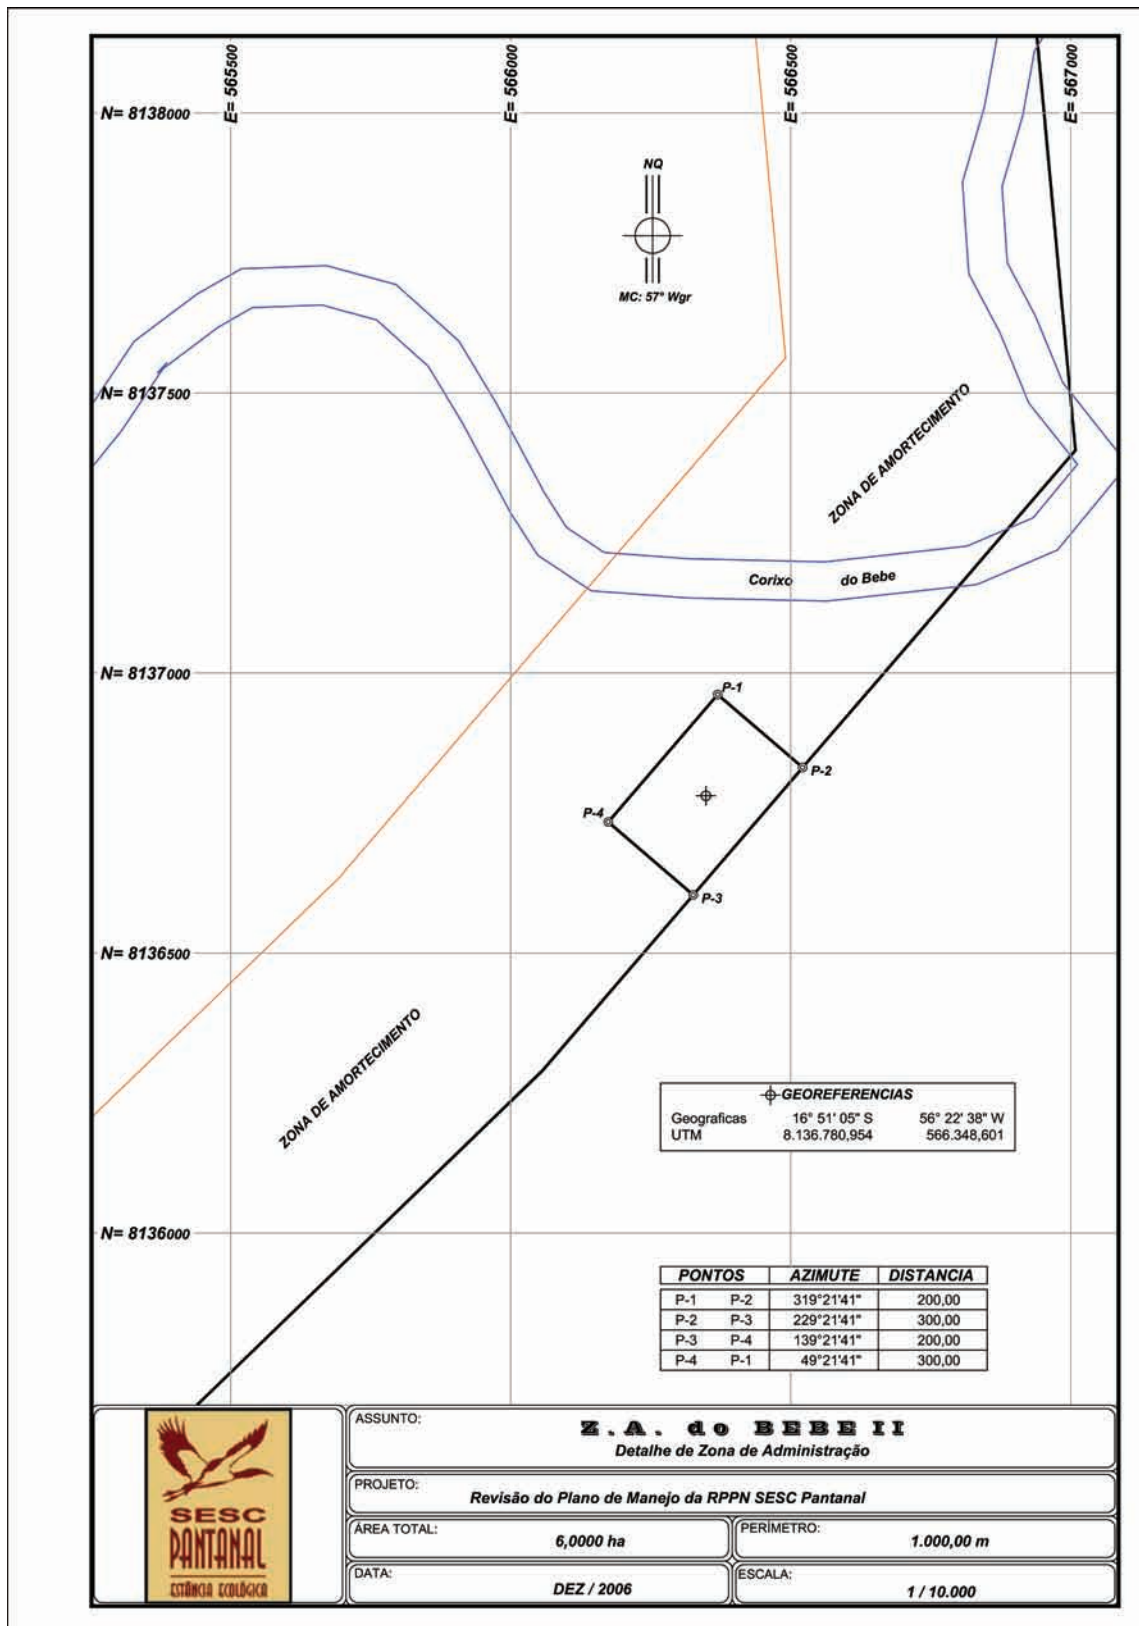 E= 565500
E= 566000
E= 566500
E= 567000
N= 8138000
NQ
MC: 57° Wgr
N= 8137500
ZONA DE AMORTECIMENTO
Corixo do Bebe
N= 8137000
P-1
P-2
P-4
P-3
N= 8136500
ZONA DE AMORTECIMENTO
GEOREFERENCIAS
Geograficas 16° 51' 05" S 56° 22' 38" W
UTM 8.136.780,954 566.348,601
N= 8136000
PONTOS AZIMUTE DISTANCIA
P-1 P-2 319°21'41" 200,00
P-2 P-3 229°21'41" 300,00
P-3 P-4 139°21'41" 200,00
P-4 P-1 49°21'41" 300,00
SESC
PANTANAL
ESTÂNCIA ECOLÓGICA
ASSUNTO:
Z.A. do BEBE II
Detalhe de Zona de Administração
PROJETO:
Revisão do Plano de Manejo da RPPN SESC Pantanal
ÁREA TOTAL:
6,0000 ha
PERÍMETRO:
1.000,00 m
DATA:
DEZ / 2006
ESCALA:
1 / 10.000